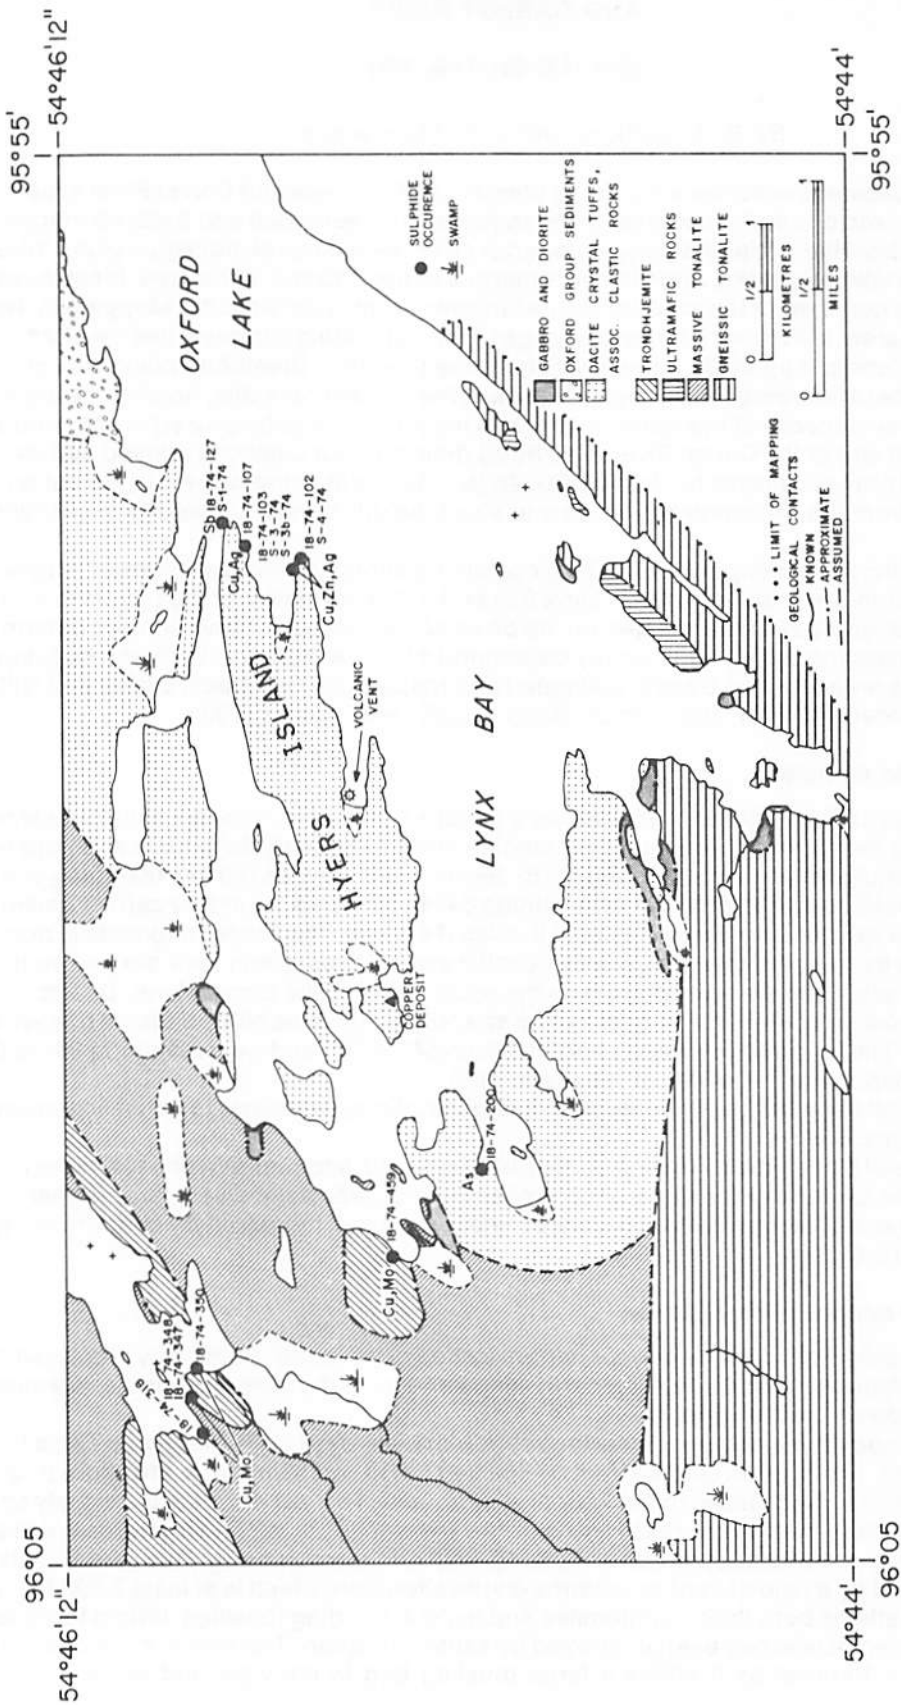 54°46'12"
95°55'
OXFORD
LAKE
Sb 18-74-127
S-1-74
18-74-107
Cu,Ag
18-74-103
S-3-74
S-3b-74
18-74-102
S-4-74
Cu,Zn,Ag
HYERS ISLAND
VOLCANIC
VENT
COPPER
DEPOSIT
LYNX BAY
As
18-74-200
Cu,Mo
18-74-459
18-74-350
18-74-348
18-74-347
18-74-318
Cu,Mo
96°05
54°46'12"
SULPHIDE
OCCURENCE
SWAMP
GABBRO AND DIORITE
OXFORD GROUP SEDIMENTS
DACITE CRYSTAL TUFFS,
ASSOC. CLASTIC ROCKS
TRONDHJEMITE
ULTRAMAFIC ROCKS
MASSIVE TONALITE
GNEISSIC TONALITE
0 1/2 1
KILOMETRES
0 1/2 1
MILES
LIMIT OF MAPPING
GEOLOGICAL CONTACTS
KNOWN
APPROXIMATE
ASSUMED
54°44'
95°55'
54°44'
96°05